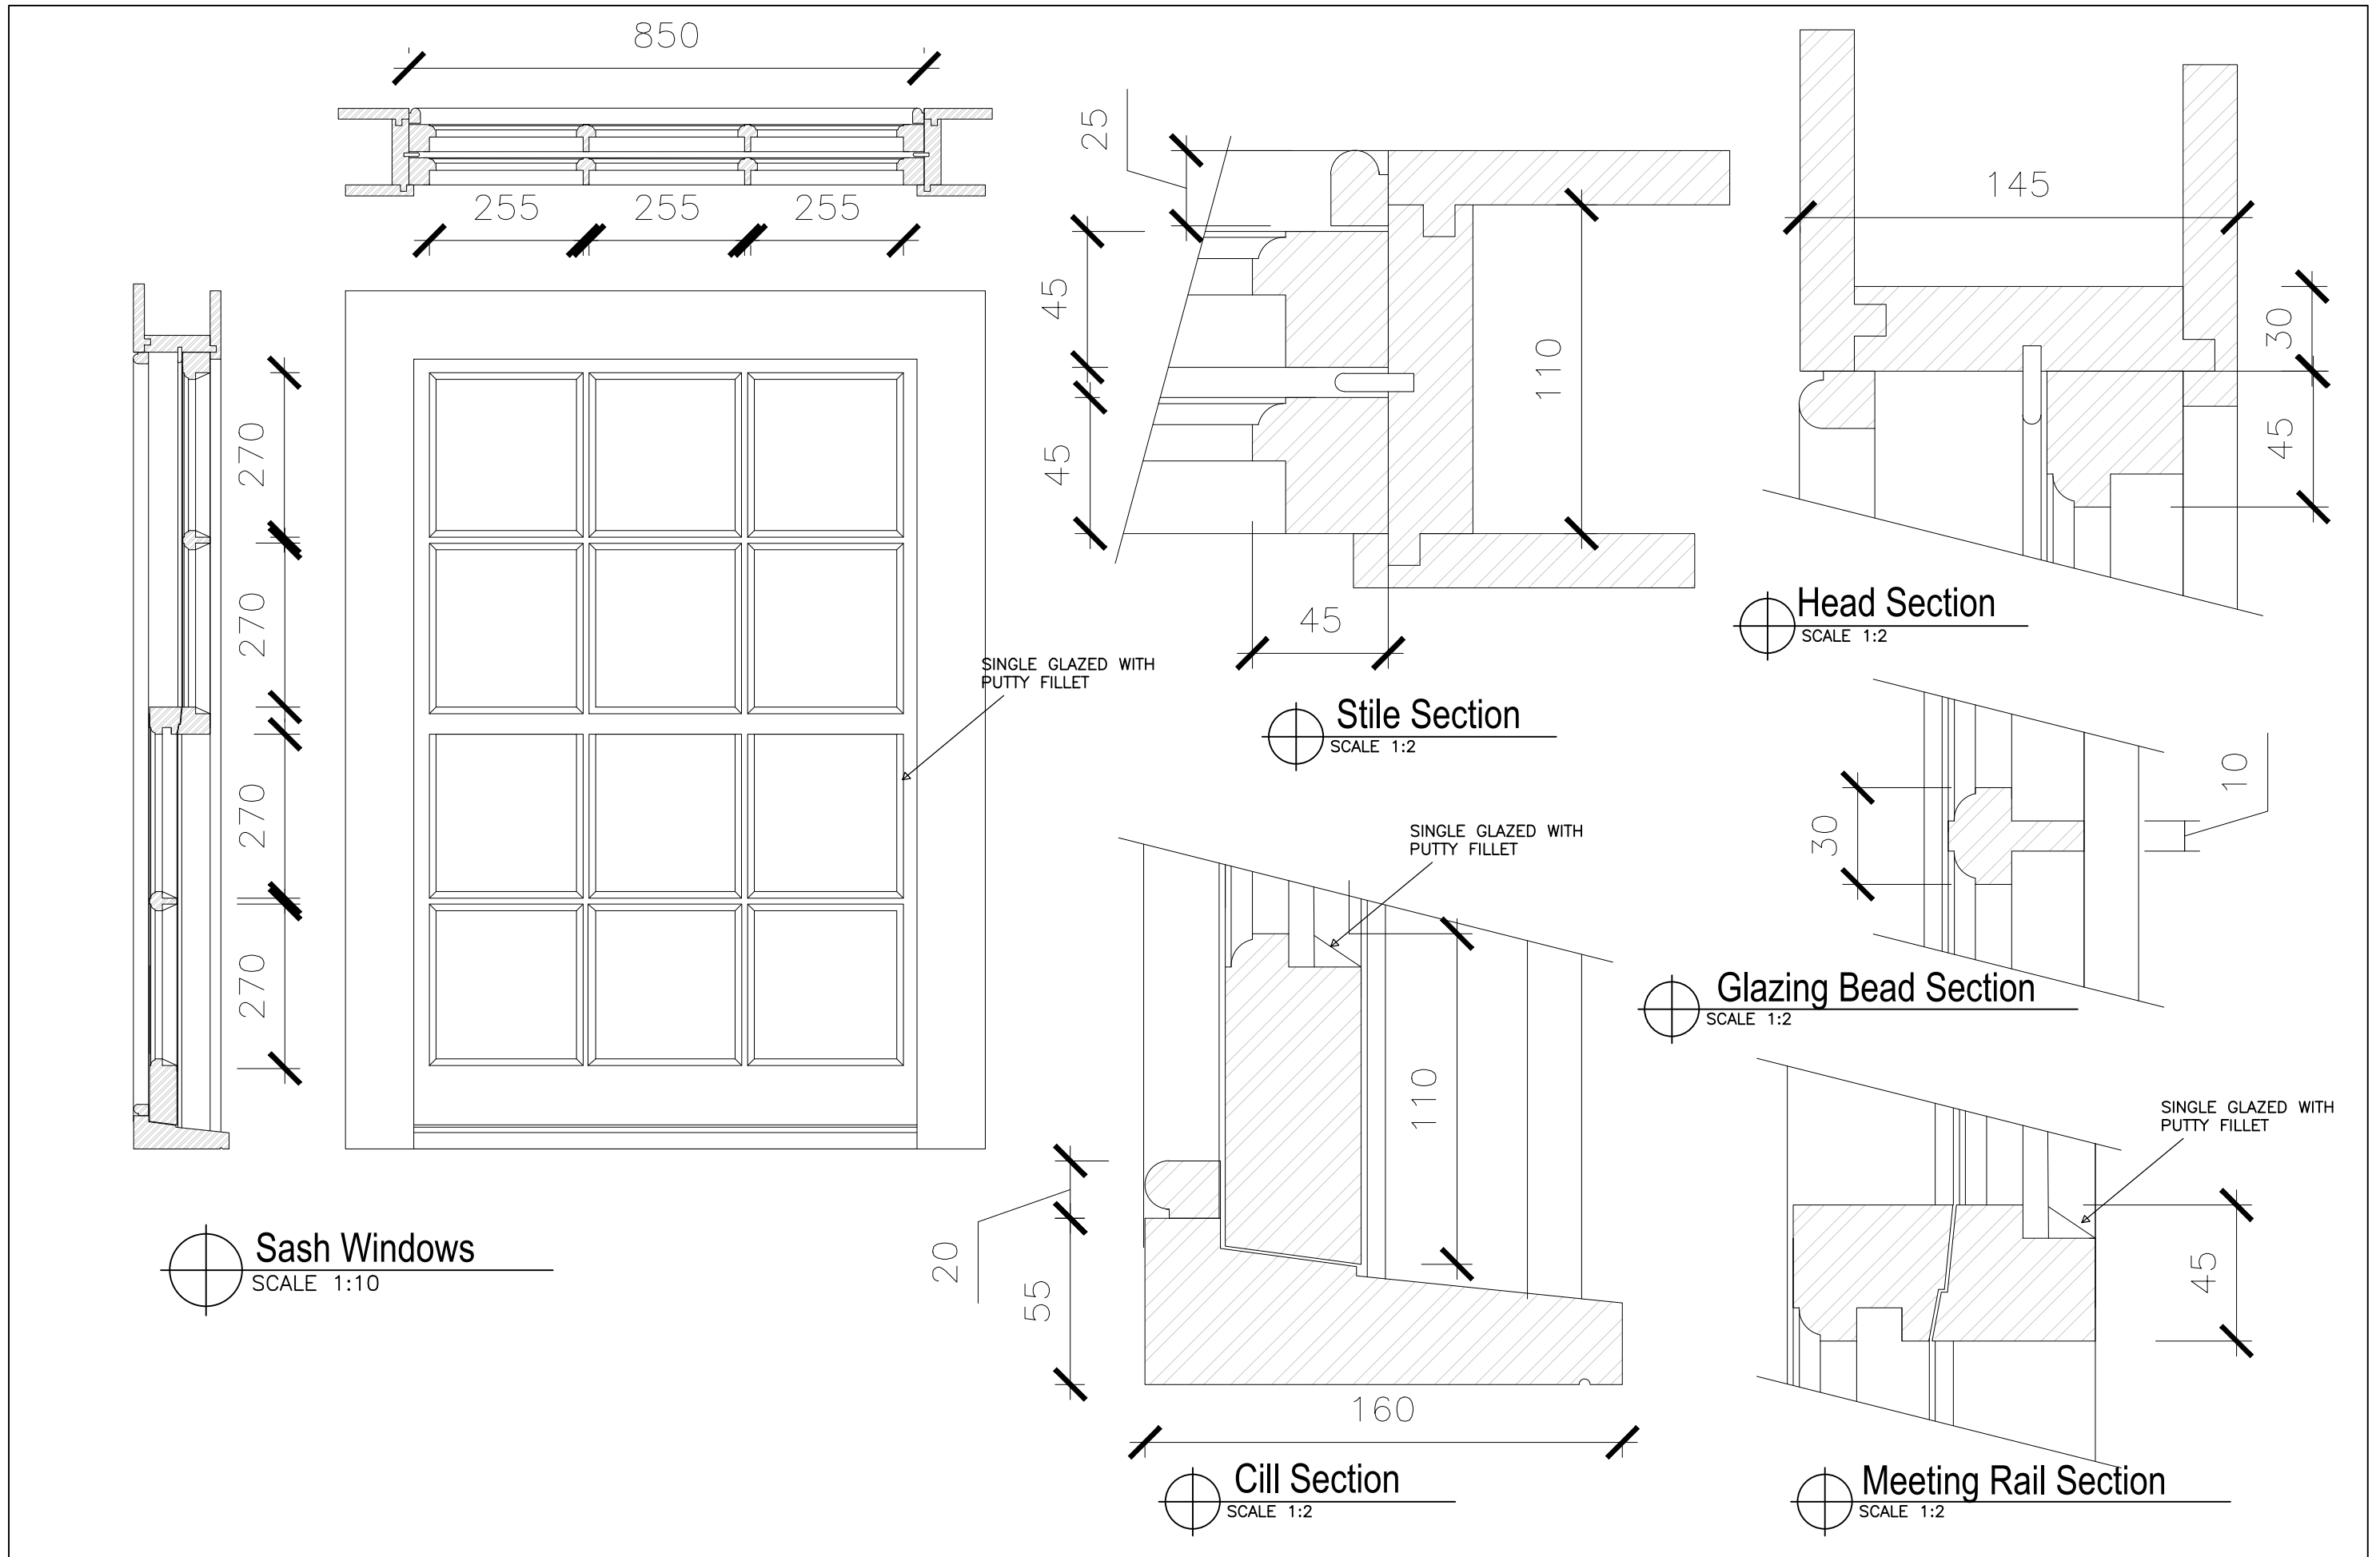 850
255 255 255
270
270
270
270
SINGLE GLAZED WITH
PUTTY FILLET
Sash Windows
SCALE 1:10
25
45
45
110
45
Stile Section
SCALE 1:2
145
30
45
Head Section
SCALE 1:2
30
10
Glazing Bead Section
SCALE 1:2
SINGLE GLAZED WITH
PUTTY FILLET
110
20
55
160
Cill Section
SCALE 1:2
SINGLE GLAZED WITH
PUTTY FILLET
45
Meeting Rail Section
SCALE 1:2